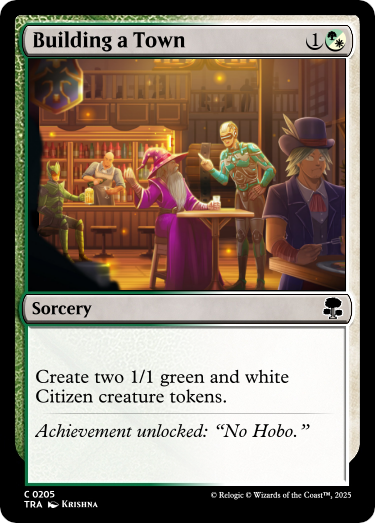 Building a Town 1
Sorcery
Create two 1/1 green and white
Citizen creature tokens.
Achievement unlocked: “No Hobo.”
C 0205
TRA Krishna
© Relogic © Wizards of the Coast™, 2025